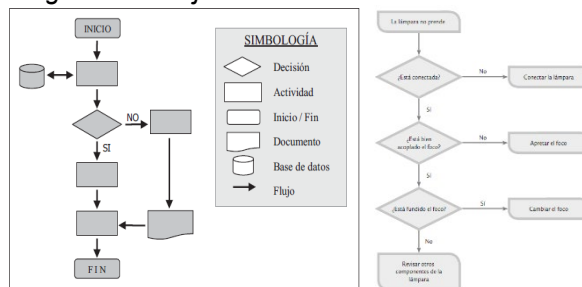 INICIO
NO
SI
FIN
SIMBOLOGÍA
Decisión
Actividad
Inicio / Fin
Documento
Base de datos
Flujo
La lámpara no prende
¿Está conectada?
No
Conectar la lámpara
Sí
¿Está bien
acoplado el foco?
No
Apretar el foco
Sí
¿Está fundido el foco?
Sí
Cambiar el foco
No
Revisar otros
componentes de la
lámpara